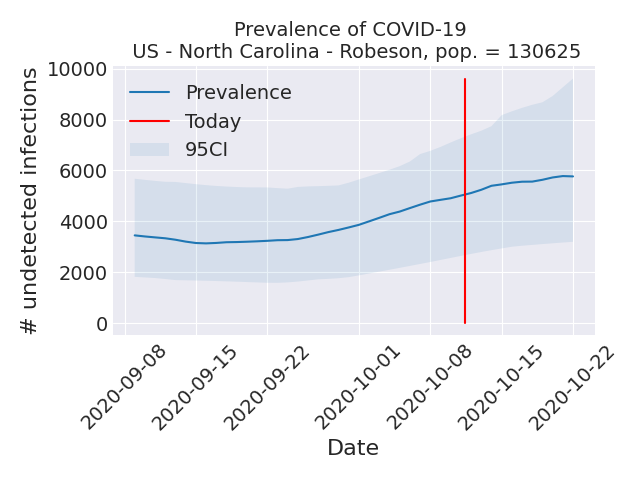 Prevalence of COVID-19
US - North Carolina - Robeson, pop. = 130625
# undetected infections
10000
8000
6000
4000
2000
0
Prevalence
Today
95CI
2020-09-08
2020-09-15
2020-09-22
2020-10-01
2020-10-08
2020-10-15
2020-10-22
Date